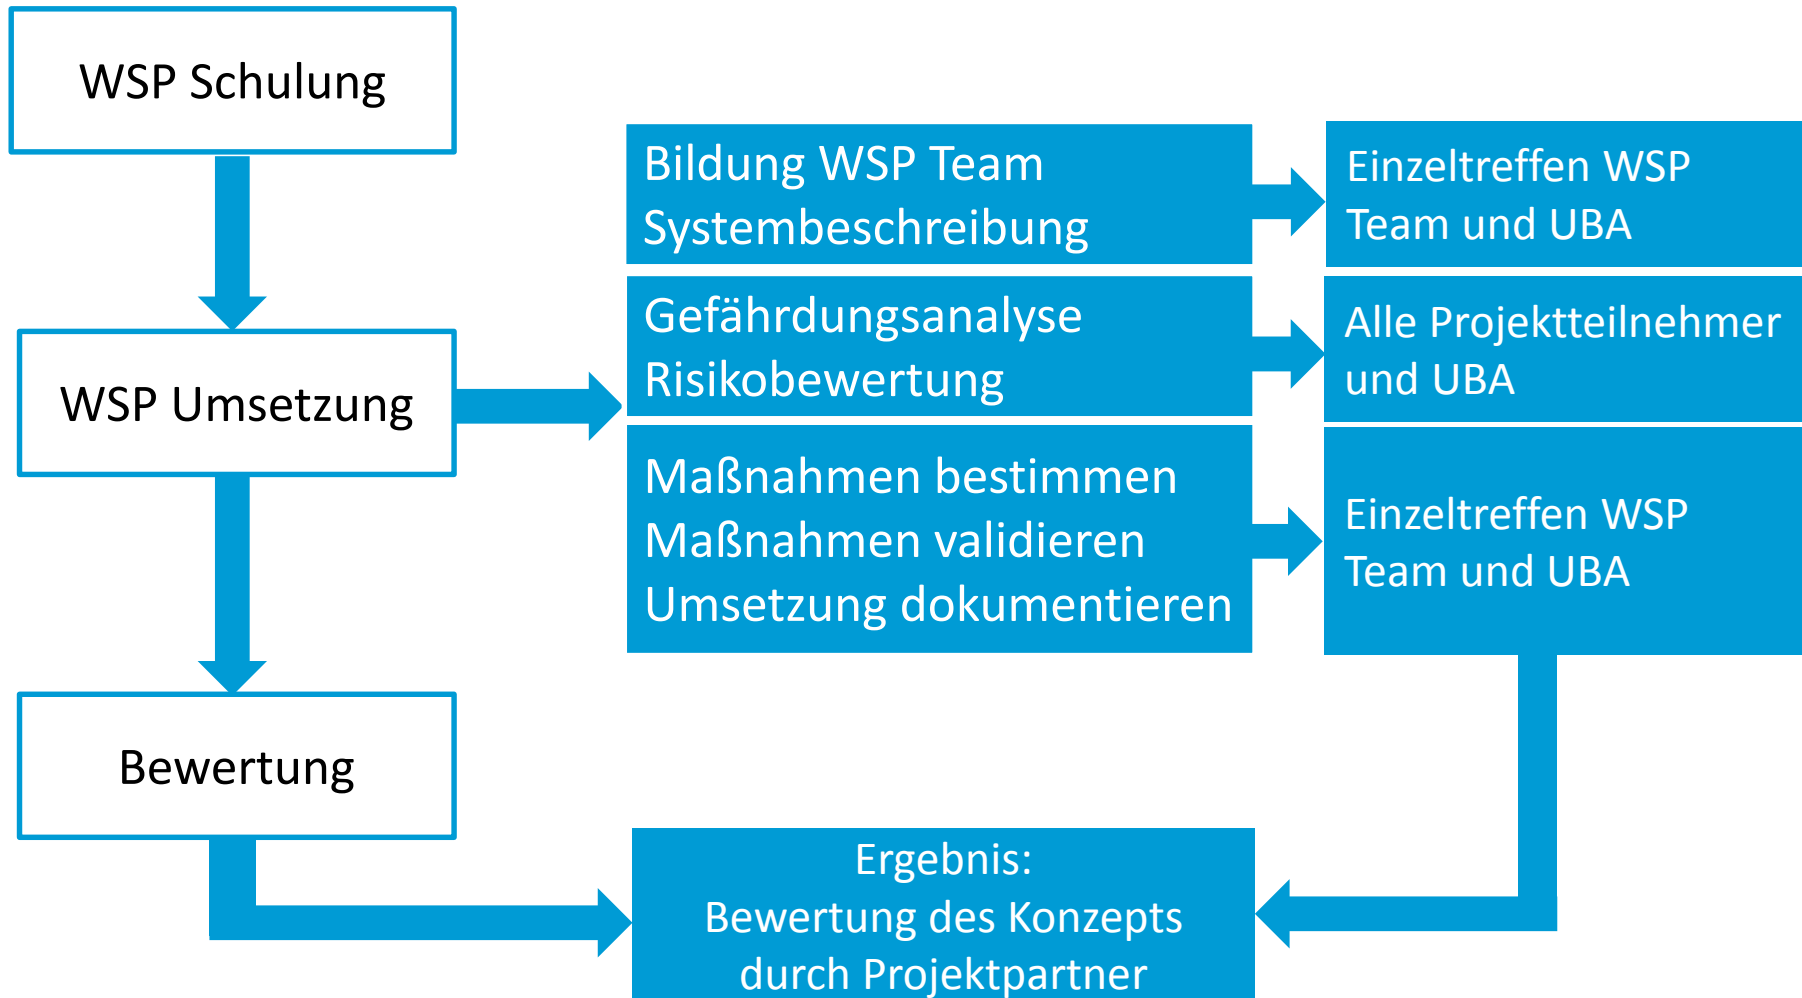 WSP Schulung
WSP Umsetzung
Bewertung
Bildung WSP Team
Systembeschreibung
Einzeltreffen WSP
Team und UBA
Gefährdungsanalyse
Risikobewertung
Alle Projektteilnehmer
und UBA
Maßnahmen bestimmen
Maßnahmen validieren
Umsetzung dokumentieren
Einzeltreffen WSP
Team und UBA
Ergebnis:
Bewertung des Konzepts
durch Projektpartner